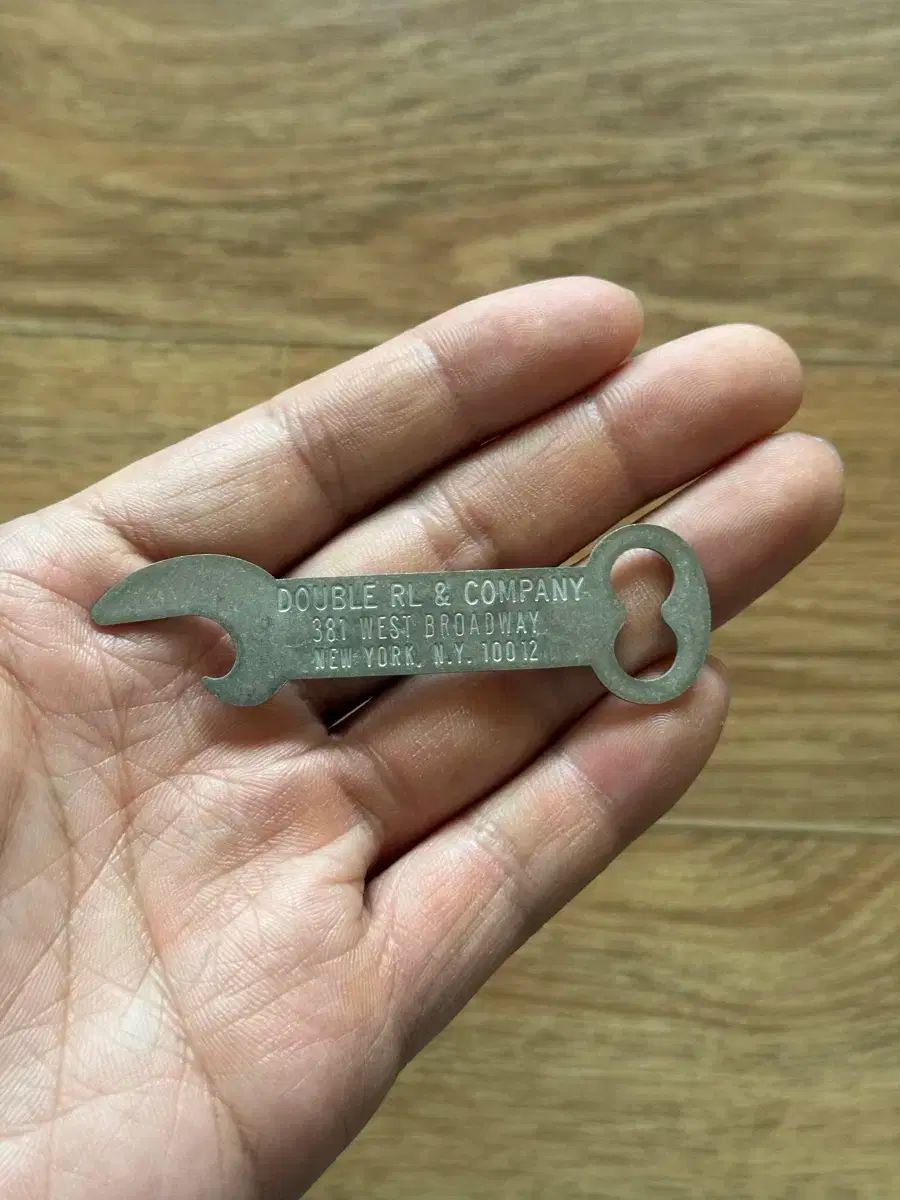 DOUBLE RL & COMPANY
381 WEST BROADWAY
NEW YORK, N.Y. 10012